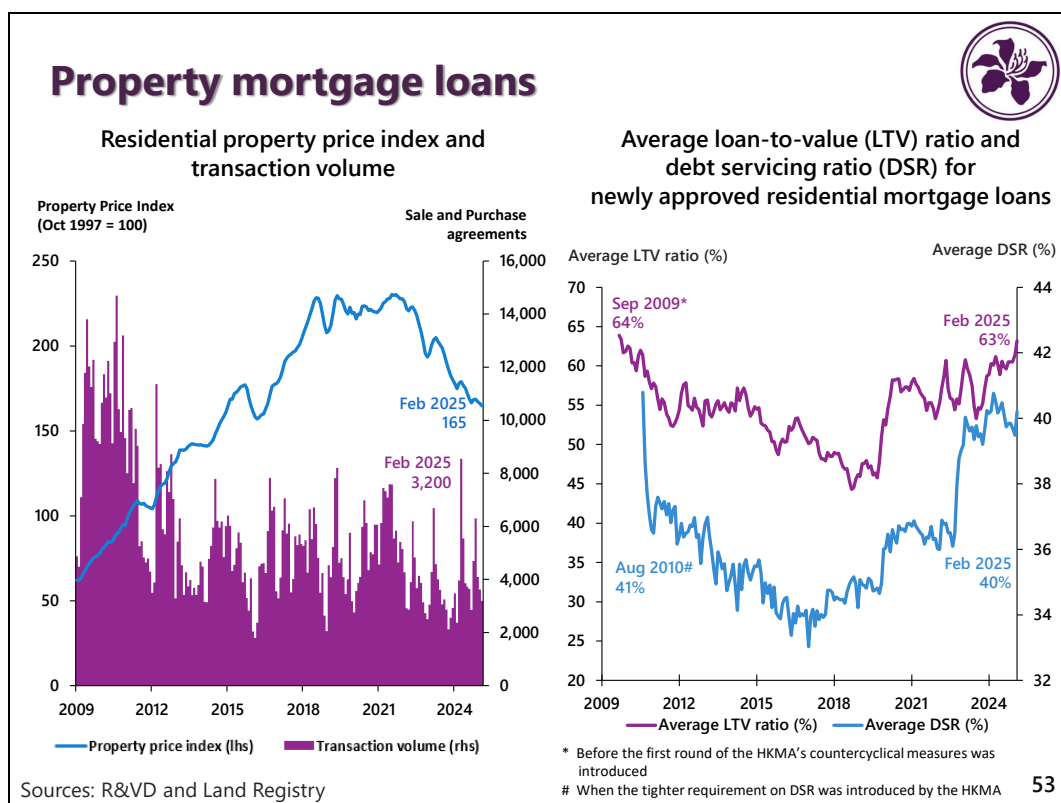 Property mortgage loans
Residential property price index and
transaction volume
Property Price Index
(Oct 1997 = 100)
Sale and Purchase
agreements
250
200
150
100
50
0
16,000
14,000
12,000
10,000
8,000
6,000
4,000
2,000
0
Feb 2025
165
Feb 2025
3,200
2009
2012
2015
2018
2021
2024
Property price index (lhs)
Transaction volume (rhs)
Average loan-to-value (LTV) ratio and
debt servicing ratio (DSR) for
newly approved residential mortgage loans
Average LTV ratio (%)
Average DSR (%)
70
65
60
55
50
45
40
35
30
25
20
44
42
40
38
36
34
32
Sep 2009*
64%
Feb 2025
63%
Aug 2010#
41%
Feb 2025
40%
2009
2012
2015
2018
2021
2024
Average LTV ratio (%)
Average DSR (%)
* Before the first round of the HKMA's countercyclical measures was
introduced
# When the tighter requirement on DSR was introduced by the HKMA
Sources: R&VD and Land Registry
53